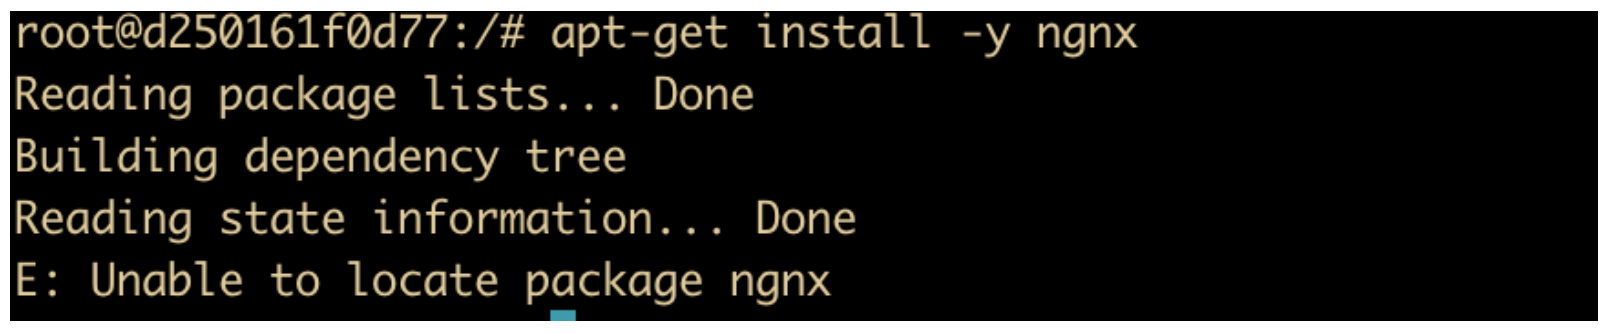 root@d250161f0d77:/# apt-get install -y ngnx
Reading package lists... Done
Building dependency tree
Reading state information... Done
E: Unable to locate package ngnx